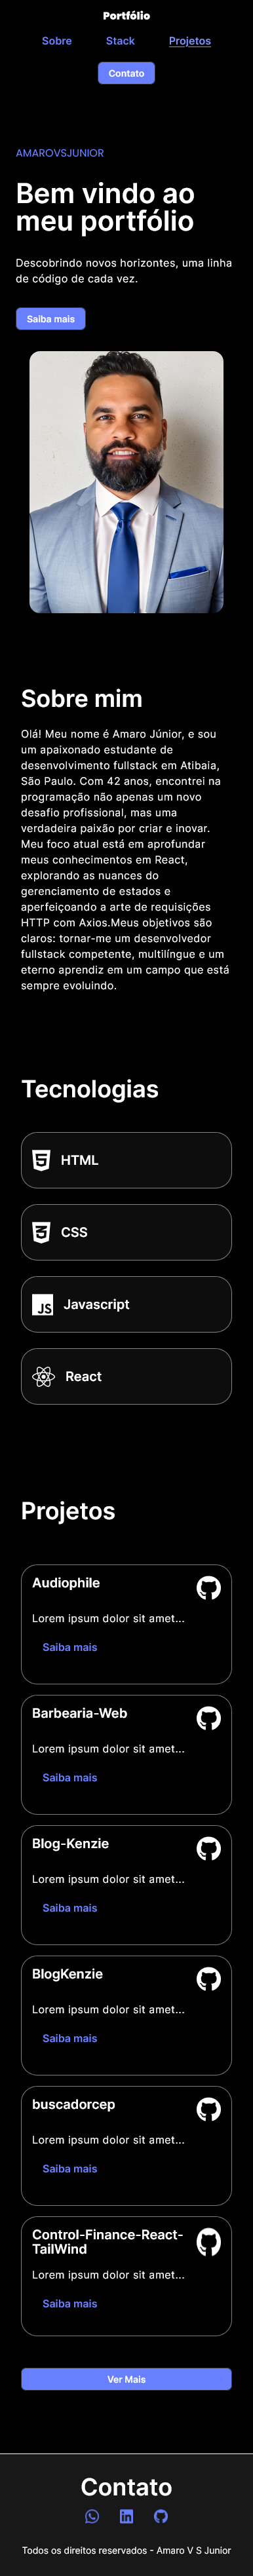 Portfólio
Sobre Stack Projetos
Contato
AMAROVSJUNIOR
Bem vindo ao
meu portfólio
Descobrindo novos horizontes, uma linha
de código de cada vez.
Saiba mais
Sobre mim
Olá! Meu nome é Amaro Júnior, e sou
um apaixonado estudante de
desenvolvimento fullstack em Atibaia,
São Paulo. Com 42 anos, encontrei na
programação não apenas um novo
desafio profissional, mas uma
verdadeira paixão por criar e inovar.
Meu foco atual está em aprofundar
meus conhecimentos em React,
explorando as nuances do
gerenciamento de estados e
aperfeiçoando a arte de requisições
HTTP com Axios.Meus objetivos são
claros: tornar-me um desenvolvedor
fullstack competente, multilíngue e um
eterno aprendiz em um campo que está
sempre evoluindo.
Tecnologias
HTML
CSS
JS Javascript
React
Projetos
Audiophile
Lorem ipsum dolor sit amet...
Saiba mais
Barbearia-Web
Lorem ipsum dolor sit amet...
Saiba mais
Blog-Kenzie
Lorem ipsum dolor sit amet...
Saiba mais
BlogKenzie
Lorem ipsum dolor sit amet...
Saiba mais
buscadorcep
Lorem ipsum dolor sit amet...
Saiba mais
Control-Finance-React-
TailWind
Lorem ipsum dolor sit amet...
Saiba mais
Ver Mais
Contato
Todos os direitos reservados - Amaro V S Junior